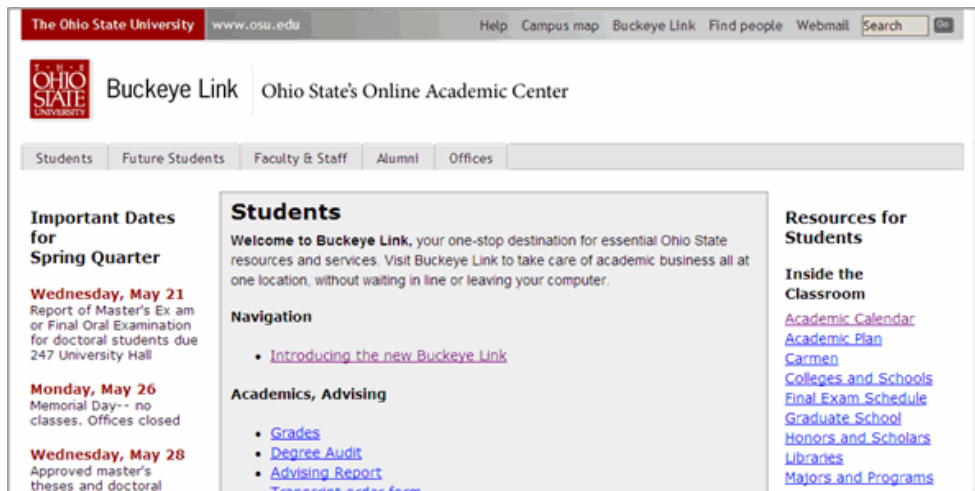 The Ohio State University
www.osu.edu
Help
Campus map
Buckeye Link
Find people
Webmail
Search
Go
T · H · E
OHIO
STATE
UNIVERSITY
Buckeye Link
Ohio State's Online Academic Center
Students
Future Students
Faculty & Staff
Alumni
Offices
Important Dates
for
Spring Quarter
Wednesday, May 21
Report of Master's Ex am
or Final Oral Examination
for doctoral students due
247 University Hall
Monday, May 26
Memorial Day-- no
classes. Offices closed
Wednesday, May 28
Approved master's
theses and doctoral
Students
Welcome to Buckeye Link, your one-stop destination for essential Ohio State
resources and services. Visit Buckeye Link to take care of academic business all at
one location, without waiting in line or leaving your computer.
Navigation
• Introducing the new Buckeye Link
Academics, Advising
• Grades
• Degree Audit
• Advising Report
Transcript order form
Resources for
Students
Inside the
Classroom
Academic Calendar
Academic Plan
Carmen
Colleges and Schools
Final Exam Schedule
Graduate School
Honors and Scholars
Libraries
Majors and Programs